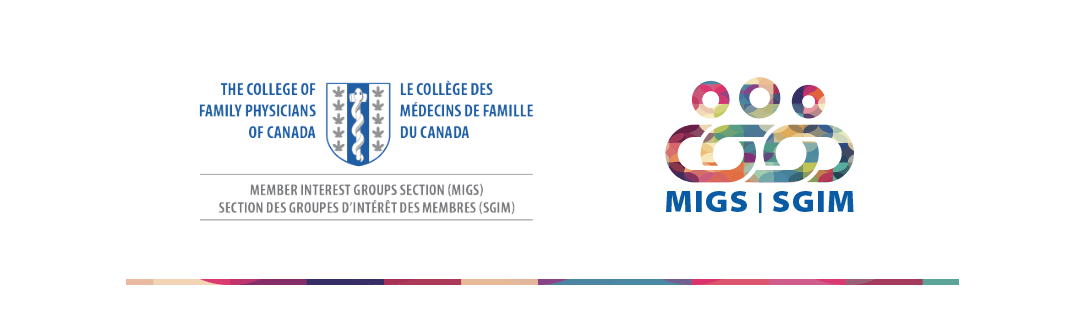 THE COLLEGE OF
FAMILY PHYSICIANS
OF CANADA
LE COLLÈGE DES
MÉDECINS DE FAMILLE
DU CANADA
MEMBER INTEREST GROUPS SECTION (MIGS)
SECTION DES GROUPES D’INTÉRÊT DES MEMBRES (SGIM)
MIGS | SGIM